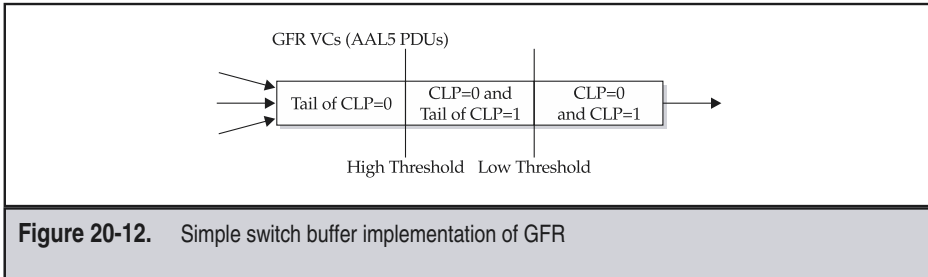 GFR VCs (AAL5 PDUs)
Tail of CLP=0
CLP=0 and
Tail of CLP=1
CLP=0
and CLP=1
High Threshold
Low Threshold
Figure 20-12. Simple switch buffer implementation of GFR